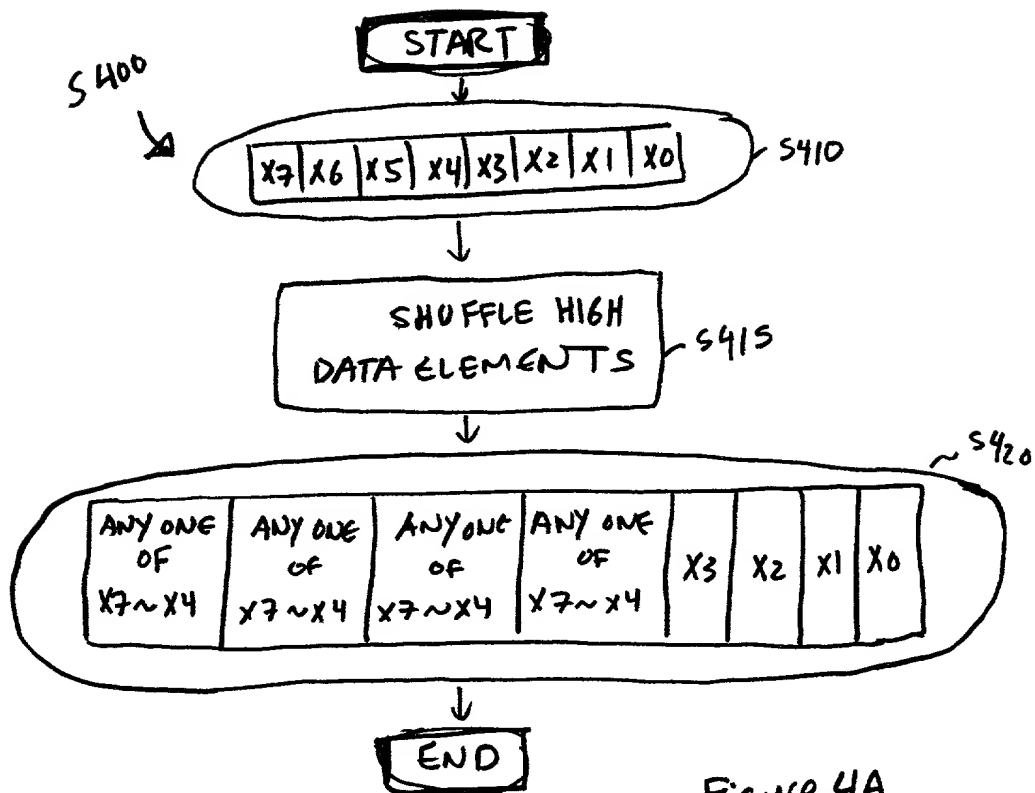 START
S400
X7 X6 X5 X4 X3 X2 X1 X0
S410
SHUFFLE HIGH
DATA ELEMENTS
S415
S420
ANY ONE OF X7~X4
ANY ONE OF X7~X4
ANY ONE OF X7~X4
ANY ONE OF X7~X4
X3 X2 X1 X0
END
Figure 4A